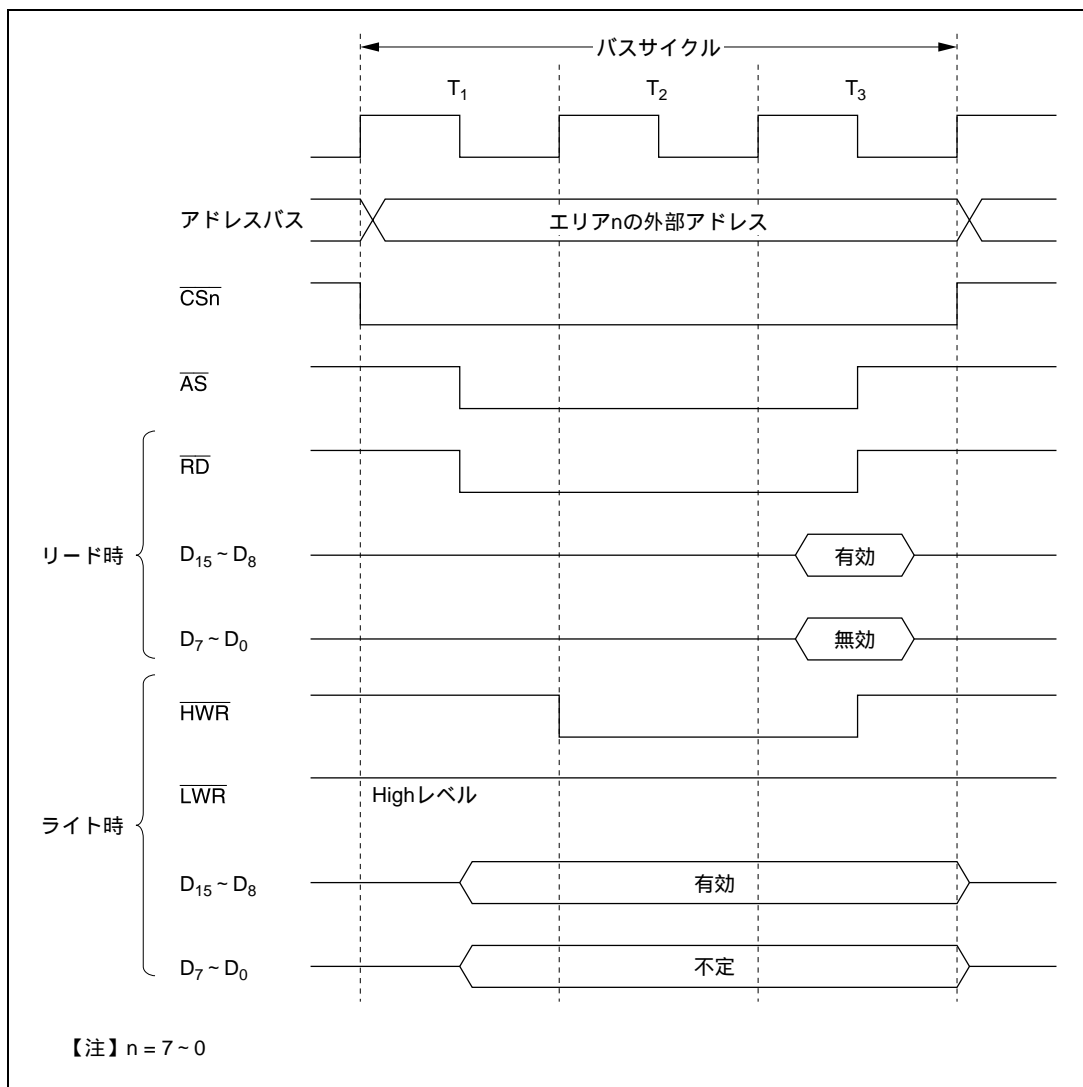 バスサイクル
T1 T2 T3
アドレスバス エリアnの外部アドレス
CSn
AS
リード時
RD
D15~D8 有効
D7~D0 無効
ライト時
HWR
LWR Highレベル
D15~D8 有効
D7~D0 不定
【注】n = 7~0